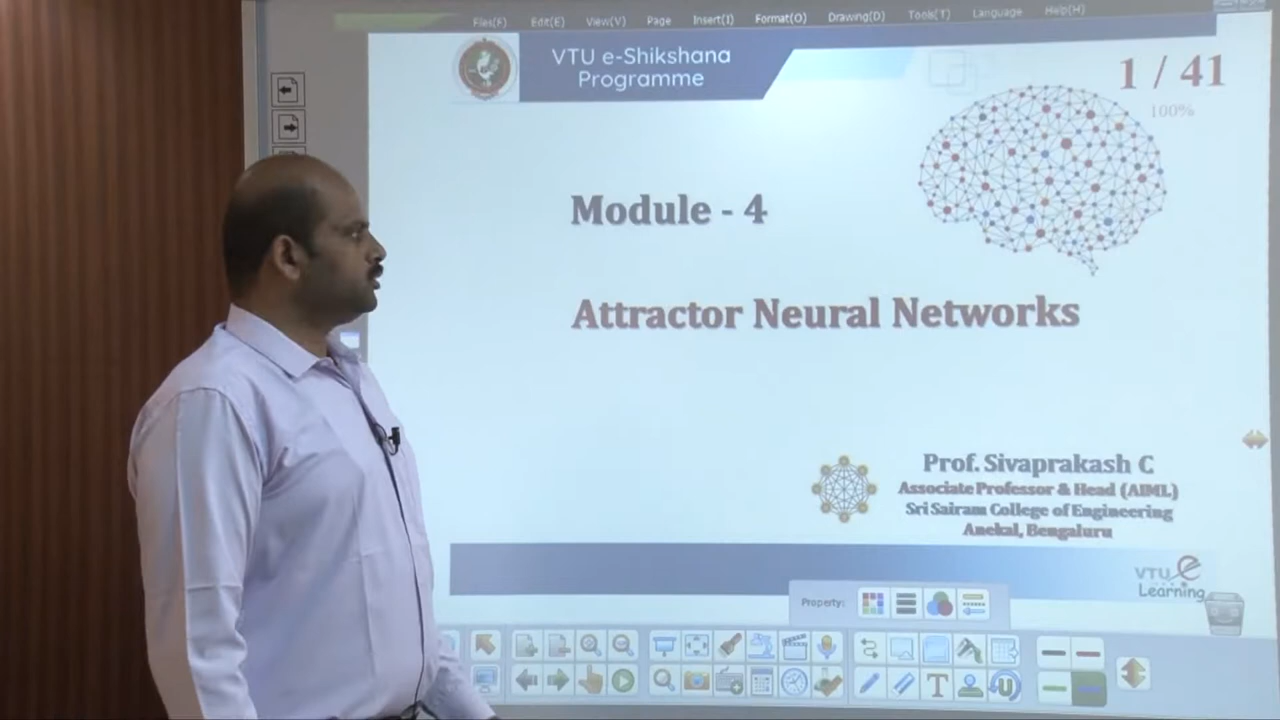 Files(F) Edit(E) View(V) Page Insert(I) Format(O) Drawing(D) Tools(T) Language Help(H)
VTU e-Shikshana
Programme
1 / 41
100%
Module - 4
Attractor Neural Networks
Prof. Sivaprakash C
Associate Professor & Head (AIML)
Sri Sairam College of Engineering
Anekal, Bengaluru
VTU e
Learning
Property:
T